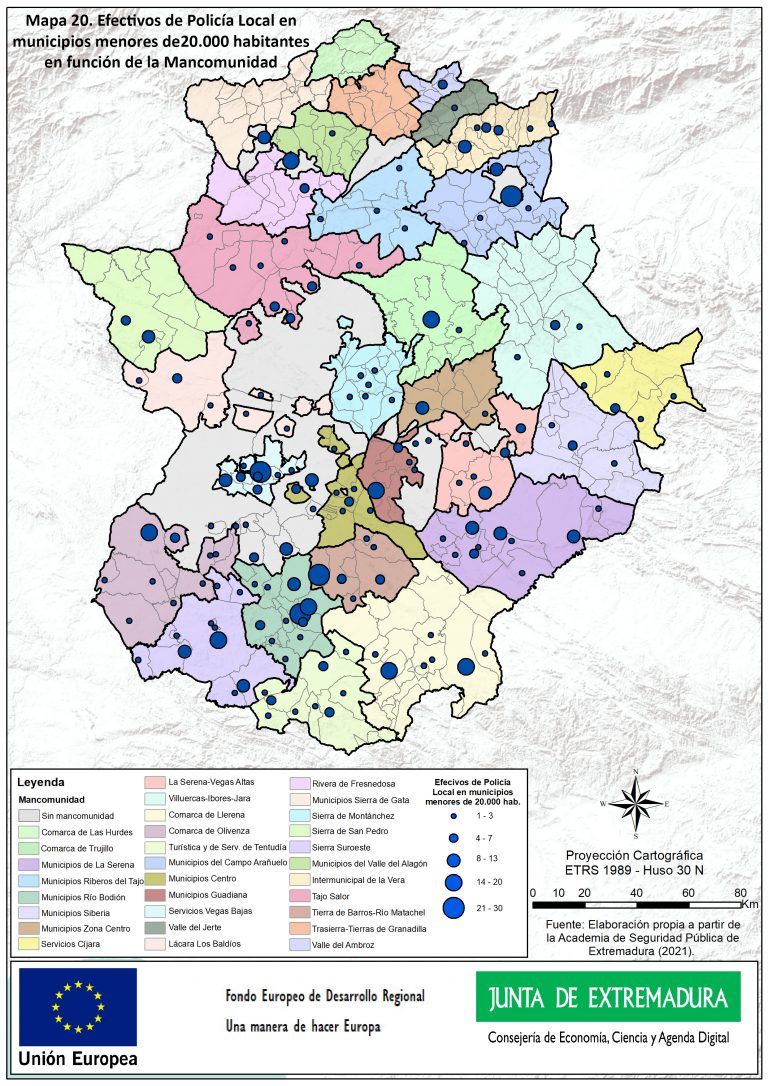 Mapa 20. Efectivos de Policía Local en
municipios menores de20.000 habitantes
en función de la Mancomunidad
Leyenda
Mancomunidad
Sin mancomunidad
Comarca de Las Hurdes
Comarca de Trujillo
Municipios de La Serena
Municipios Riberos del Tajo
Municipios Río Bodión
Municipios Siberia
Municipios Zona Centro
Servicios Cíjara
La Serena-Vegas Altas
Villuercas-Ibores-Jara
Comarca de Llerena
Comarca de Olivenza
Turística y de Serv. de Tentudía
Municipios del Campo Arañuelo
Municipios Centro
Municipios Guadiana
Servicios Vegas Bajas
Valle del Jerte
Lácara Los Baldíos
Rivera de Fresnedosa
Municipios Sierra de Gata
Sierra de Montánchez
Sierra de San Pedro
Sierra Suroeste
Municipios del Valle del Alagón
Intermunicipal de la Vera
Tajo Salor
Tierra de Barros-Río Matachel
Trasierra-Tierras de Granadilla
Valle del Ambroz
Efecivos de Policía
Local en municipios
menores de 20.000 hab.
1 - 3
4 - 7
8 - 13
14 - 20
21 - 30
N
W E
S
Proyección Cartográfica
ETRS 1989 - Huso 30 N
0 10 20 40 60 80
Km
Fuente: Elaboración propia a partir de
la Academia de Seguridad Pública de
Extremadura (2021).
Unión Europea
Fondo Europeo de Desarrollo Regional
Una manera de hacer Europa
JUNTA DE EXTREMADURA
Consejería de Economía, Ciencia y Agenda Digital